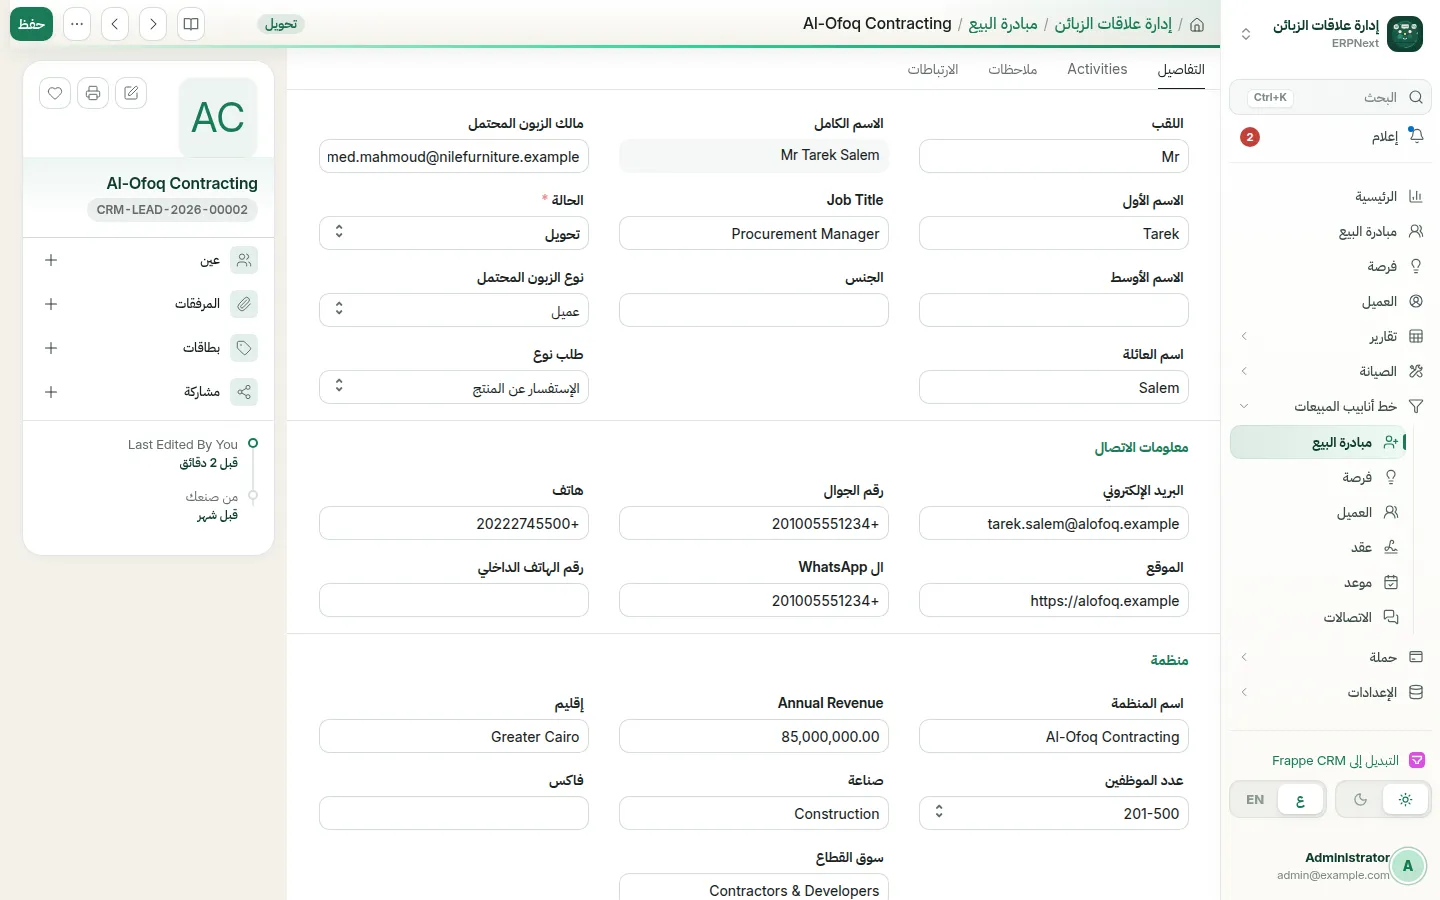 إدارة علاقات الزبائن
ERPNext
البحث
Ctrl+K
إعلام
2
الرئيسية
مبادرة البيع
فرصة
العميل
تقارير
الصيانة
خط أنابيب المبيعات
مبادرة البيع
فرصة
العميل
عقد
موعد
الاتصالات
حملة
الإعدادات
التبديل إلى Frappe CRM
ع
EN
Administrator
admin@example.com
A
إدارة علاقات الزبائن / مبادرة البيع / Al-Ofoq Contracting
تحويل
حفظ
التفاصيل
Activities
ملاحظات
الارتباطات
اللقب
Mr
الاسم الكامل
Mr Tarek Salem
مالك الزبون المحتمل
med.mahmoud@nilefurniture.example
الاسم الأول
Tarek
Job Title
Procurement Manager
الحالة *
تحويل
الاسم الأوسط
الجنس
نوع الزبون المحتمل
عميل
اسم العائلة
Salem
طلب نوع
الإستفسار عن المنتج
معلومات الاتصال
البريد الإلكتروني
tarek.salem@alofoq.example
رقم الجوال
201005551234+
هاتف
20222745500+
الموقع
https://alofoq.example
ال WhatsApp
201005551234+
رقم الهاتف الداخلي
منظمة
اسم المنظمة
Al-Ofoq Contracting
Annual Revenue
85,000,000.00
إقليم
Greater Cairo
عدد الموظفين
201-500
صناعة
Construction
فاكس
سوق القطاع
Contractors & Developers
AC
Al-Ofoq Contracting
CRM-LEAD-2026-00002
عين
المرفقات
بطاقات
مشاركة
Last Edited By You
قبل 2 دقائق
من صنعك
قبل شهر